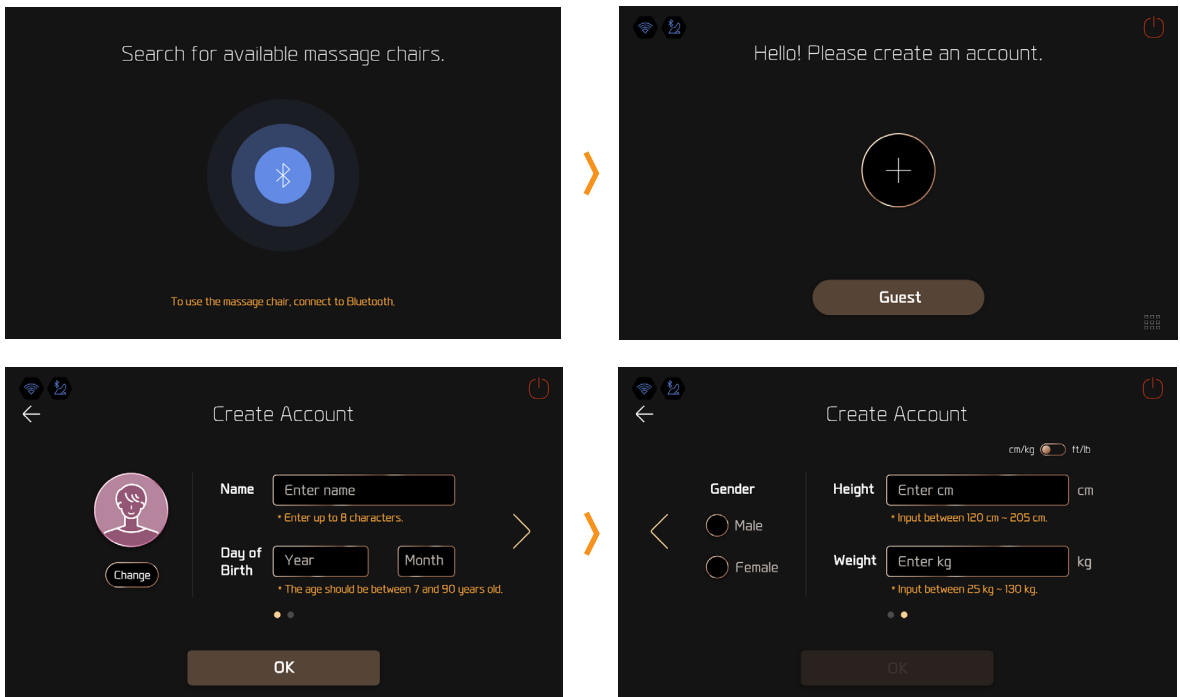 Search for available massage chairs.
To use the massage chair, connect to Bluetooth.
Hello! Please create an account.
Guest
Create Account
Name
Enter name
* Enter up to 8 characters.
Day of
Birth
Year
Month
* The age should be between 7 and 90 years old.
Change
OK
Create Account
cm/kg
ft/lb
Gender
Male
Female
Height
Enter cm
cm
* Input between 120 cm ~ 205 cm.
Weight
Enter kg
kg
* Input between 25 kg ~ 130 kg.
OK